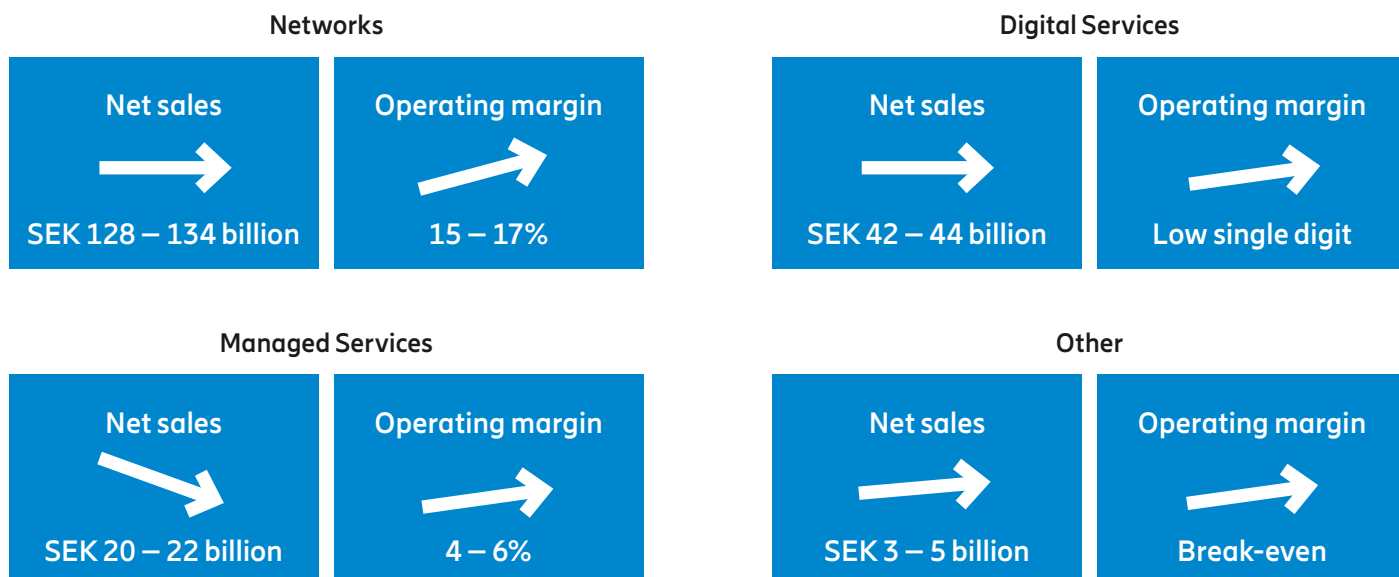 Networks
Net sales
SEK 128 – 134 billion
Operating margin
15 – 17%
Digital Services
Net sales
SEK 42 – 44 billion
Operating margin
Low single digit
Managed Services
Net sales
SEK 20 – 22 billion
Operating margin
4 – 6%
Other
Net sales
SEK 3 – 5 billion
Operating margin
Break-even